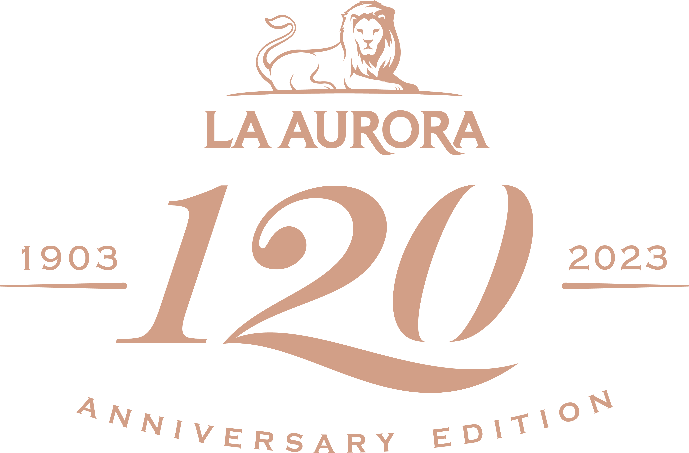 LA AURORA
1903 120 2023
ANNIVERSARY EDITION